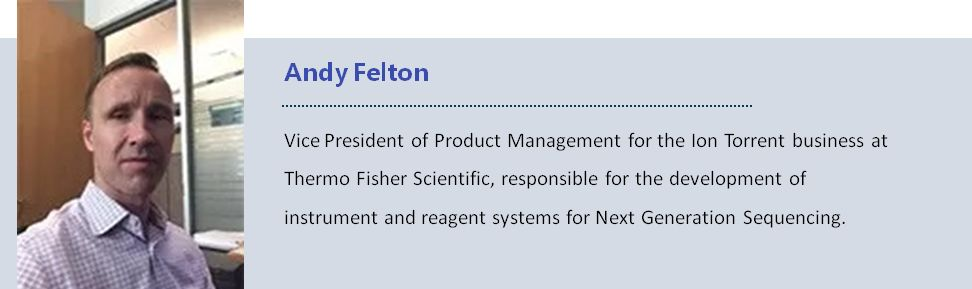 Andy Felton
Vice President of Product Management for the Ion Torrent business at
Thermo Fisher Scientific, responsible for the development of
instrument and reagent systems for Next Generation Sequencing.